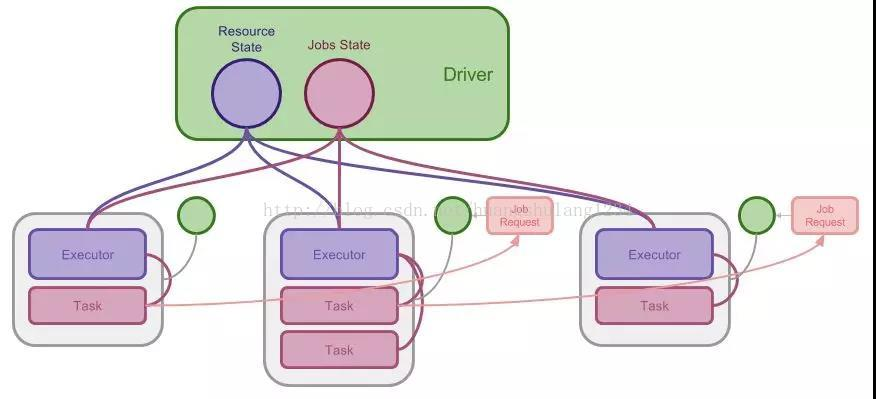 Resource
State
Jobs State
Driver
Job
Request
Job
Request
Executor
Task
Executor
Task
Task
Executor
Task